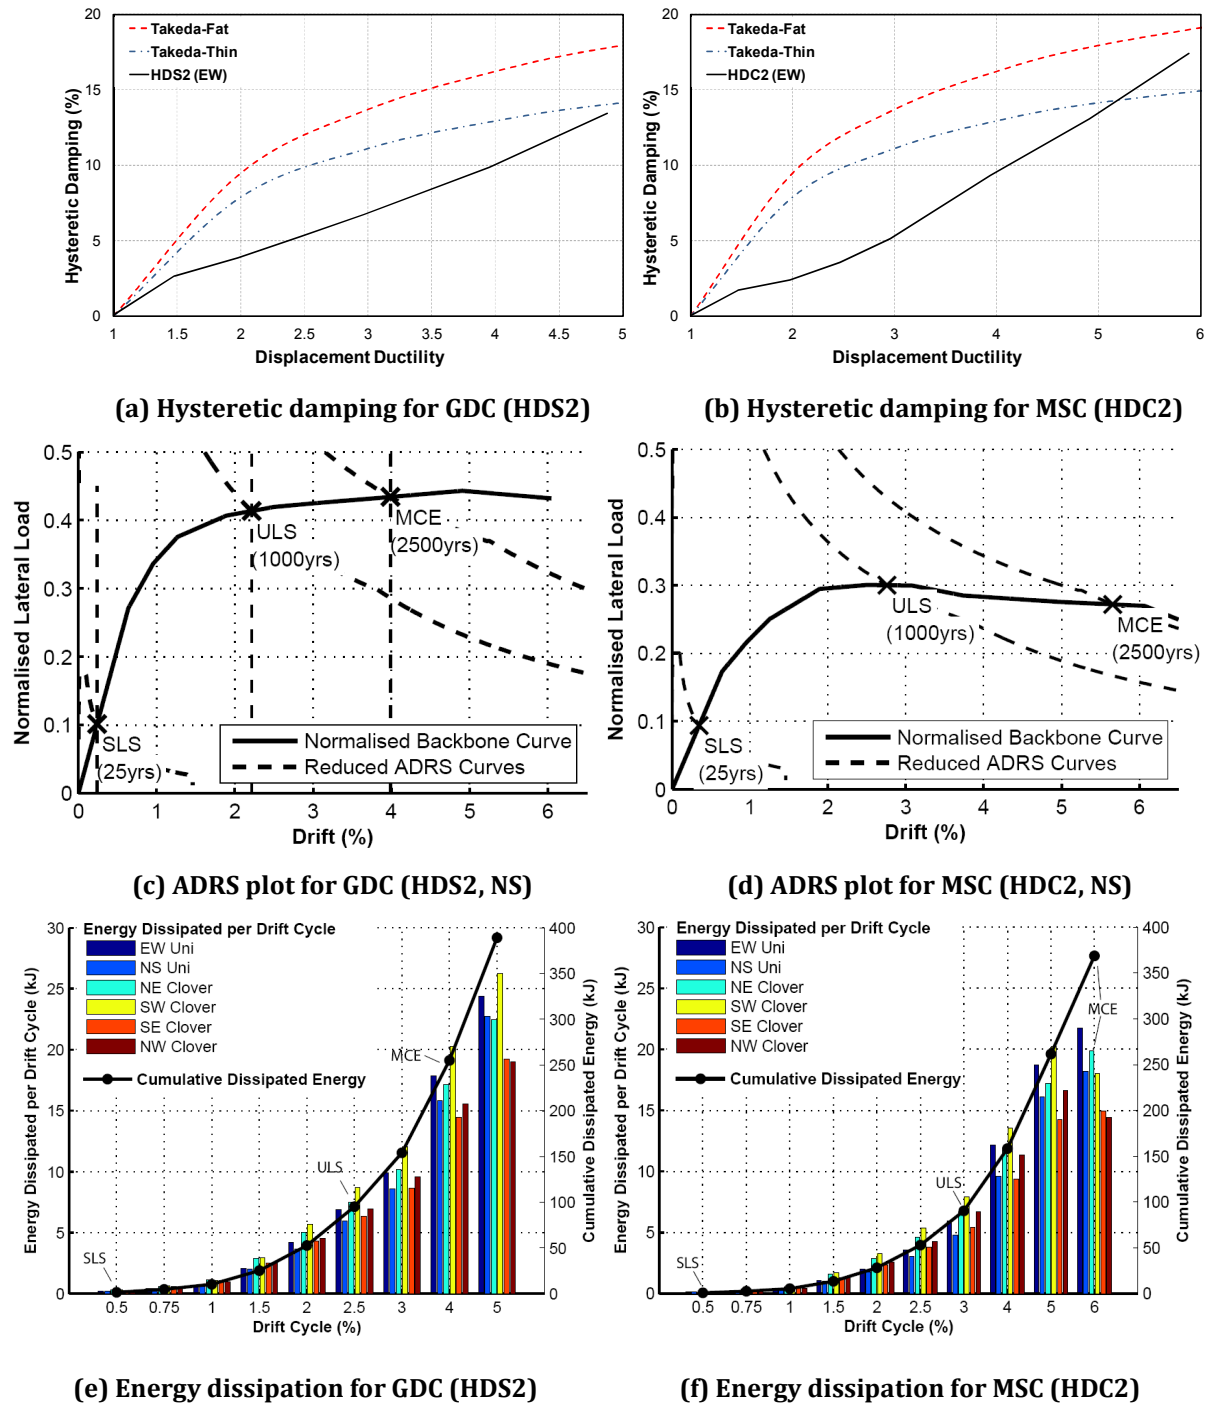 20
15
10
5
0
Hysteretic Damping (%)
Takeda-Fat
Takeda-Thin
HDS2 (EW)
1 1.5 2 2.5 3 3.5 4 4.5 5
Displacement Ductility
(a) Hysteretic damping for GDC (HDS2)
20
15
10
5
0
Hysteretic Damping (%)
Takeda-Fat
Takeda-Thin
HDC2 (EW)
1 2 3 4 5 6
Displacement Ductility
(b) Hysteretic damping for MSC (HDC2)
0.5
0.4
0.3
0.2
0.1
0
Normalised Lateral Load
ULS
(1000yrs)
MCE
(2500yrs)
SLS
(25yrs)
Normalised Backbone Curve
Reduced ADRS Curves
0 1 2 3 4 5 6
Drift (%)
(c) ADRS plot for GDC (HDS2, NS)
0.5
0.4
0.3
0.2
0.1
0
Normalised Lateral Load
ULS
(1000yrs)
MCE
(2500yrs)
SLS
(25yrs)
Normalised Backbone Curve
Reduced ADRS Curves
0 1 2 3 4 5 6
Drift (%)
(d) ADRS plot for MSC (HDC2, NS)
30
25
20
15
10
5
0
Energy Dissipated per Drift Cycle (kJ)
Energy Dissipated per Drift Cycle
EW Uni
NS Uni
NE Clover
SW Clover
SE Clover
NW Clover
Cumulative Dissipated Energy
MCE
ULS
SLS
400
350
300
250
200
150
100
50
0
Cumulative Dissipated Energy (kJ)
0.5 0.75 1 1.5 2 2.5 3 4 5
Drift Cycle (%)
(e) Energy dissipation for GDC (HDS2)
30
25
20
15
10
5
0
Energy Dissipated per Drift Cycle (kJ)
Energy Dissipated per Drift Cycle
EW Uni
NS Uni
NE Clover
SW Clover
SE Clover
NW Clover
Cumulative Dissipated Energy
MCE
ULS
SLS
400
350
300
250
200
150
100
50
0
Cumulative Dissipated Energy (kJ)
0.5 0.75 1 1.5 2 2.5 3 4 5 6
Drift Cycle (%)
(f) Energy dissipation for MSC (HDC2)